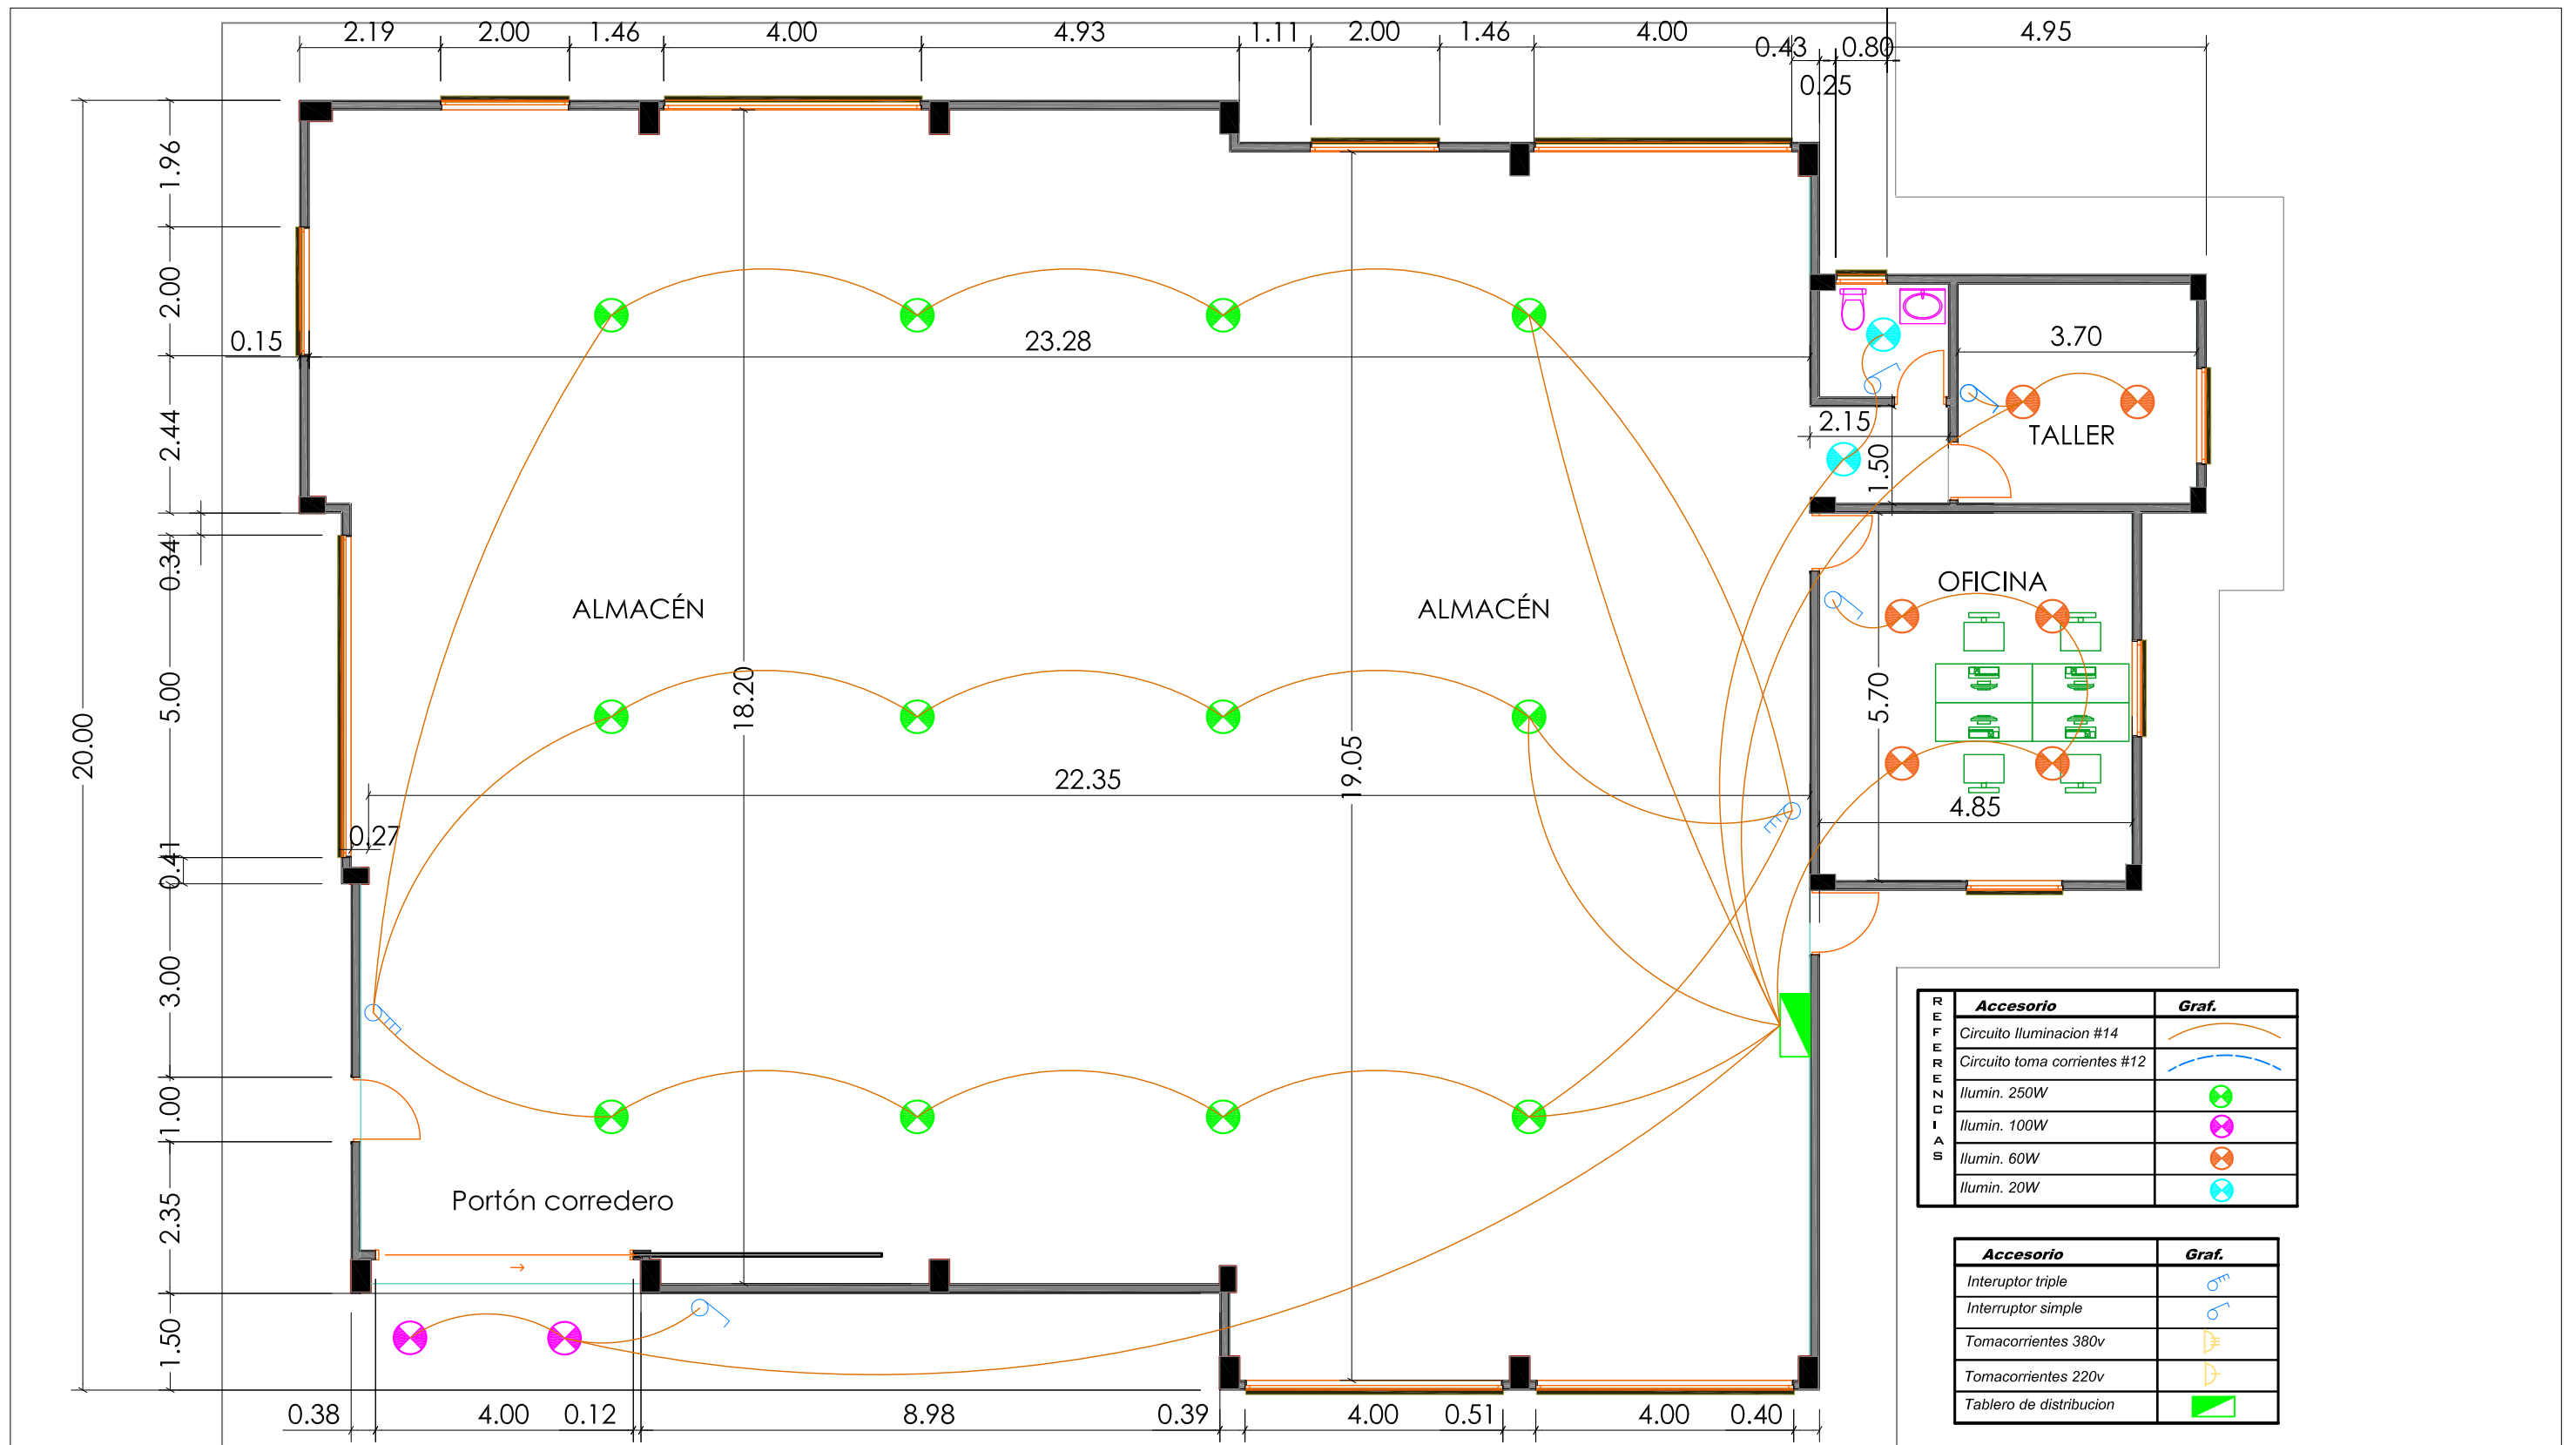 2.19
2.00
1.46
4.00
4.93
1.11
2.00
1.46
4.00
0.43
0.80
4.95
0.25
1.96
2.00
0.15
23.28
3.70
2.44
2.15
TALLER
1.50
0.34
ALMACÉN
ALMACÉN
OFICINA
5.00
18.20
5.70
20.00
19.05
22.35
4.85
0.27
0.41
3.00
1.00
2.35
Portón corredero
1.50
0.38
4.00
0.12
8.98
0.39
4.00
0.51
4.00
0.40
REFERENCIAS
Accesorio Graf.
Circuito Iluminacion #14
Circuito toma corrientes #12
Ilumin. 250W
Ilumin. 100W
Ilumin. 60W
Ilumin. 20W
Accesorio Graf.
Interuptor triple
Interruptor simple
Tomacorrientes 380v
Tomacorrientes 220v
Tablero de distribucion